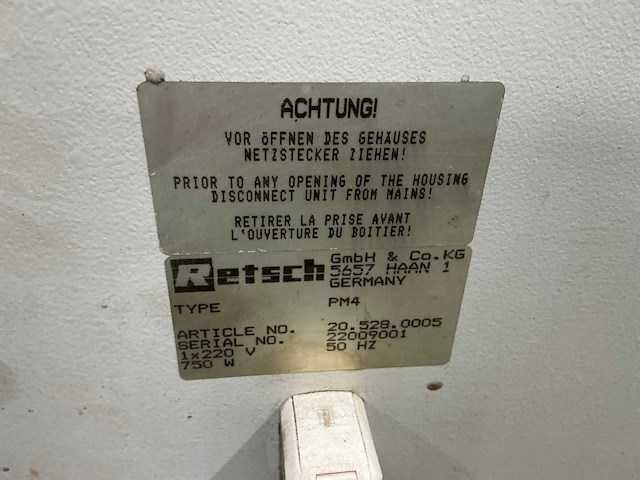 ACHTUNG!
VOR ÖFFNEN DES GEHÄUSES
NETZSTECKER ZIEHEN!
PRIOR TO ANY OPENING OF THE HOUSING
DISCONNECT UNIT FROM MAINS!
RETIRER LA PRISE AVANT
L'OUVERTURE DU BOITIER!
Retsch GmbH & Co.KG
5657 HAAN 1
GERMANY
TYPE PM4
ARTICLE NO. 20.528.0005
SERIAL NO. 22009001
1x220 V 50 HZ
750 W